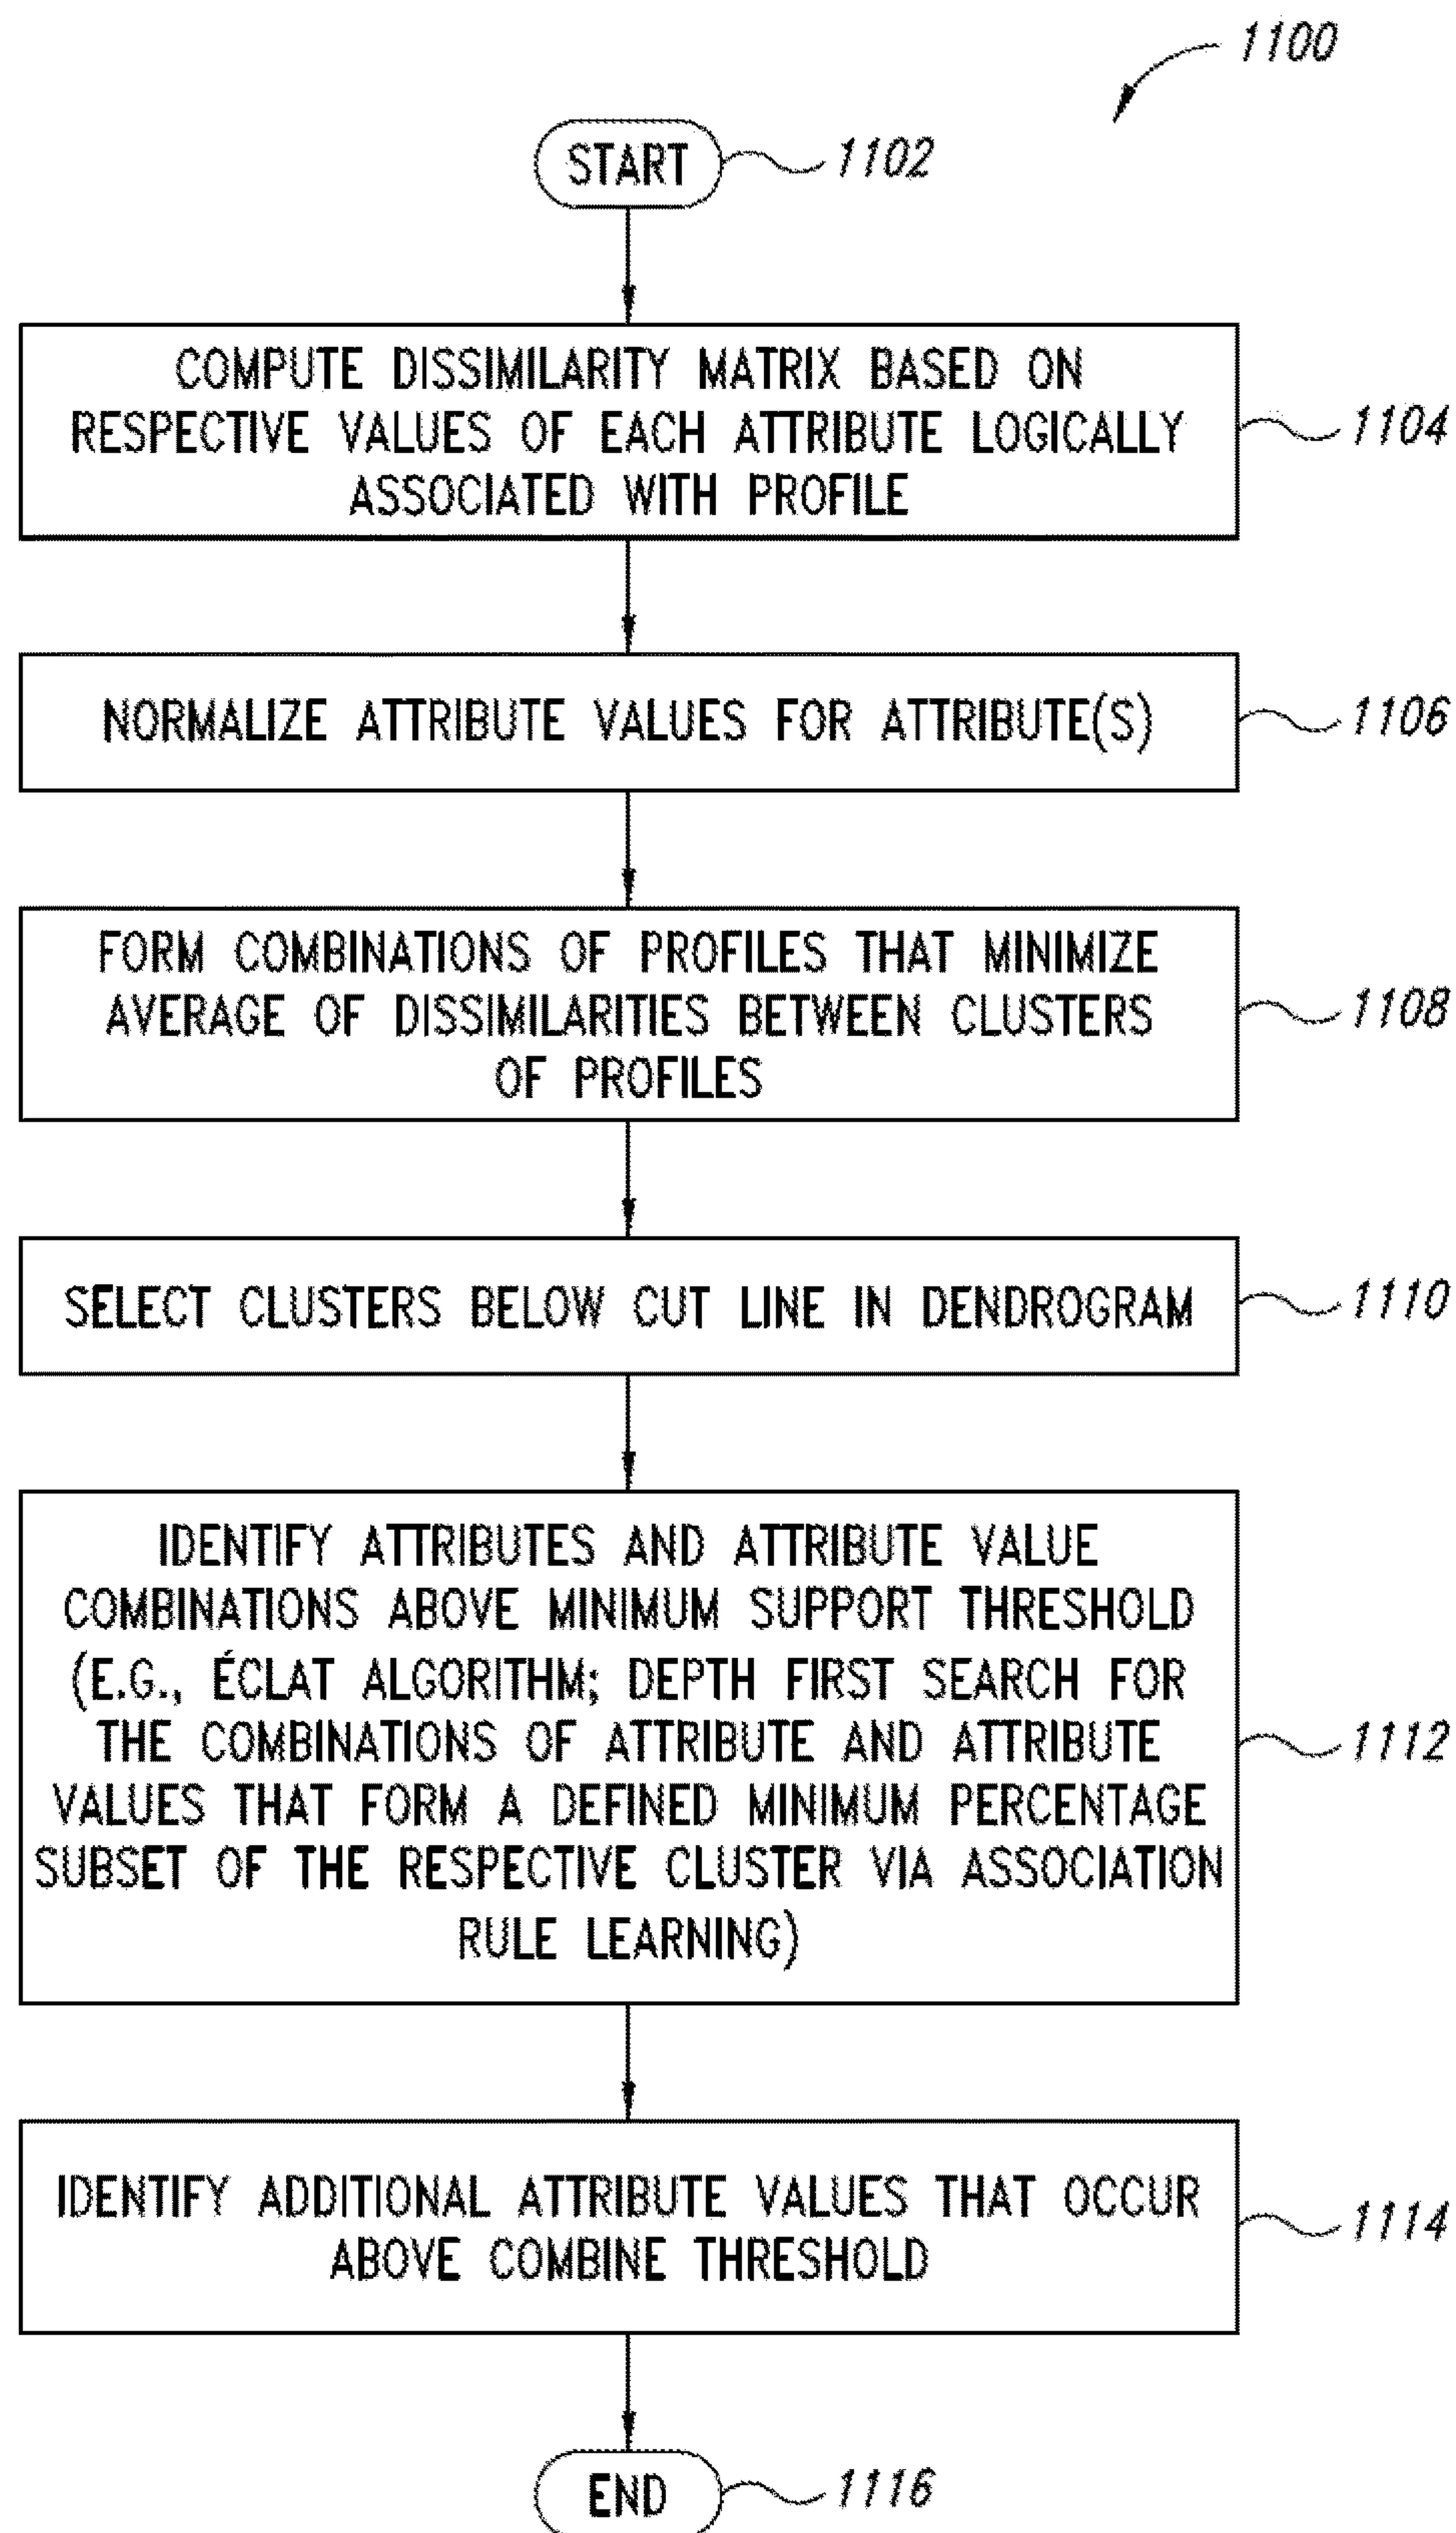 1100
START
1102
COMPUTE DISSIMILARITY MATRIX BASED ON
RESPECTIVE VALUES OF EACH ATTRIBUTE LOGICALLY
ASSOCIATED WITH PROFILE
1104
NORMALIZE ATTRIBUTE VALUES FOR ATTRIBUTE(S)
1106
FORM COMBINATIONS OF PROFILES THAT MINIMIZE
AVERAGE OF DISSIMILARITIES BETWEEN CLUSTERS
OF PROFILES
1108
SELECT CLUSTERS BELOW CUT LINE IN DENDROGRAM
1110
IDENTIFY ATTRIBUTES AND ATTRIBUTE VALUE
COMBINATIONS ABOVE MINIMUM SUPPORT THRESHOLD
(E.G., ÉCLAT ALGORITHM; DEPTH FIRST SEARCH FOR
THE COMBINATIONS OF ATTRIBUTE AND ATTRIBUTE
VALUES THAT FORM A DEFINED MINIMUM PERCENTAGE
SUBSET OF THE RESPECTIVE CLUSTER VIA ASSOCIATION
RULE LEARNING)
1112
IDENTIFY ADDITIONAL ATTRIBUTE VALUES THAT OCCUR
ABOVE COMBINE THRESHOLD
1114
END
1116